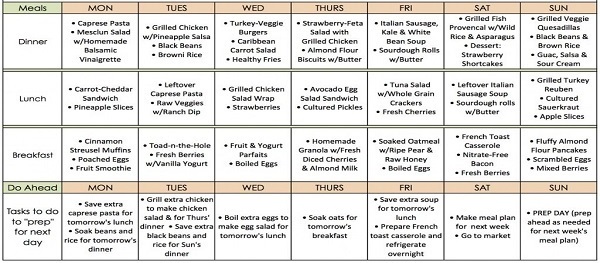 Meals MON TUES WED THURS FRI SAT SUN
Dinner
• Caprese Pasta
• Mesclun Salad
w/Homemade
Balsamic
Vinaigrette
• Grilled Chicken
w/Pineapple Salsa
• Black Beans
• Browni Rice
• Turkey-Veggie
Burgers
• Caribbean
Carrot Salad
• Healthy Fries
• Strawberry-Feta
Salad with
Grilled Chicken
• Almond Flour
Biscuits w/Butter
• Italian Sausage,
Kale & White
Bean Soup
• Sourdough Rolls
w/Butter
• Grilled Fish
Provencal w/Wild
Rice & Asparagus
• Dessert:
Strawberry
Shortcakes
• Grilled Veggie
Quesadillas
• Black Beans &
Brown Rice
• Guac, Salsa &
Sour Cream
Lunch
• Carrot-Cheddar
Sandwich
• Pineapple Slices
• Leftover
Caprese Pasta
• Raw Veggies
w/Ranch Dip
• Grilled Chicken
Salad Wrap
• Strawberries
• Avocado Egg
Salad Sandwich
• Cultured Pickles
• Tuna Salad
w/Whole Grain
Crackers
• Fresh Cherries
• Leftover Italian
Sausage Soup
• Sourdough rolls
w/Butter
• Grilled Turkey
Reuben
• Cultured
Sauerkraut
• Apple Slices
Breakfast
• Cinnamon
Streusel Muffins
• Poached Eggs
• Fruit Smoothie
• Toad-n-the-Hole
• Fresh Berries
w/Vanilla Yogurt
• Fruit & Yogurt
Parfaits
• Boiled Eggs
• Homemade
Granola w/Fresh
Diced Cherries
& Almond Milk
• Soaked Oatmeal
w/Ripe Pear &
Raw Honey
• Boiled Eggs
• French Toast
Casserole
• Nitrate-Free
Bacon
• Fresh Berries
• Fluffy Almond
Flour Pancakes
• Scrambled Eggs
• Mixed Berries
Do Ahead MON TUES WED THURS FRI SAT SUN
Tasks to do
to "prep"
for next
day
• Save extra
caprese pasta for
tomorrow's lunch
• Soak beans and
rice for tomorrow's
dinner
• Grill extra chicken
to make chicken
salad & for Thurs'
dinner • Save extra
black beans and
rice for Sun's
dinner
• Boil extra eggs to
make egg salad for
tomorrow's lunch
• Soak oats for
tomorrow's
breakfast
• Save extra soup
for tomorrow's
lunch
• Prepare French
toast casserole and
refrigerate
overnight
• Make meal plan
for next week
• Go to market
• PREP DAY (prep
ahead as needed
for next week's
meal plan)